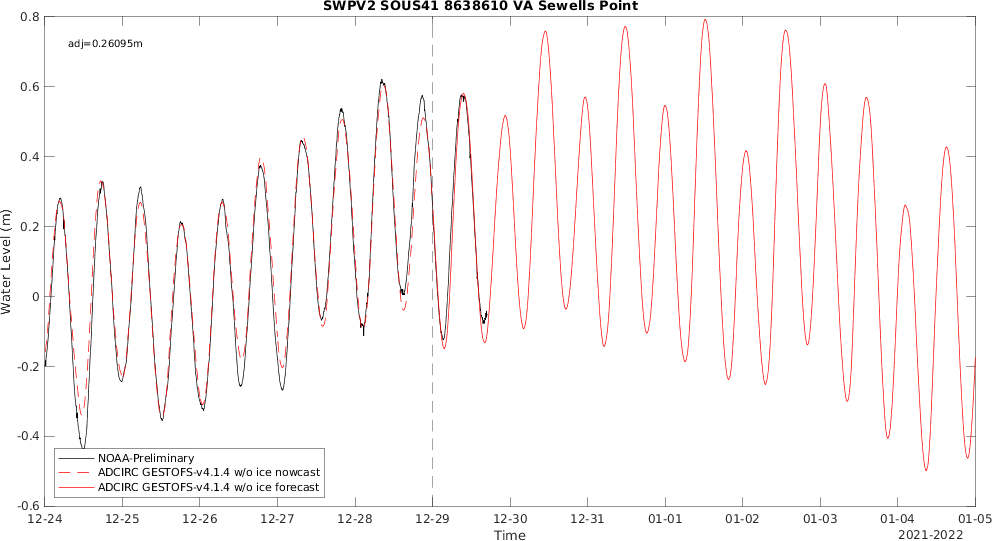 SWPV2 SOUS41 8638610 VA Sewells Point
adj=0.26095m
0.8
0.6
0.4
0.2
0
-0.2
-0.4
-0.6
Water Level (m)
NOAA-Preliminary
ADCIRC GESTOFS-v4.1.4 w/o ice nowcast
ADCIRC GESTOFS-v4.1.4 w/o ice forecast
12-24 12-25 12-26 12-27 12-28 12-29 12-30 12-31 01-01 01-02 01-03 01-04 01-05
Time
2021-2022